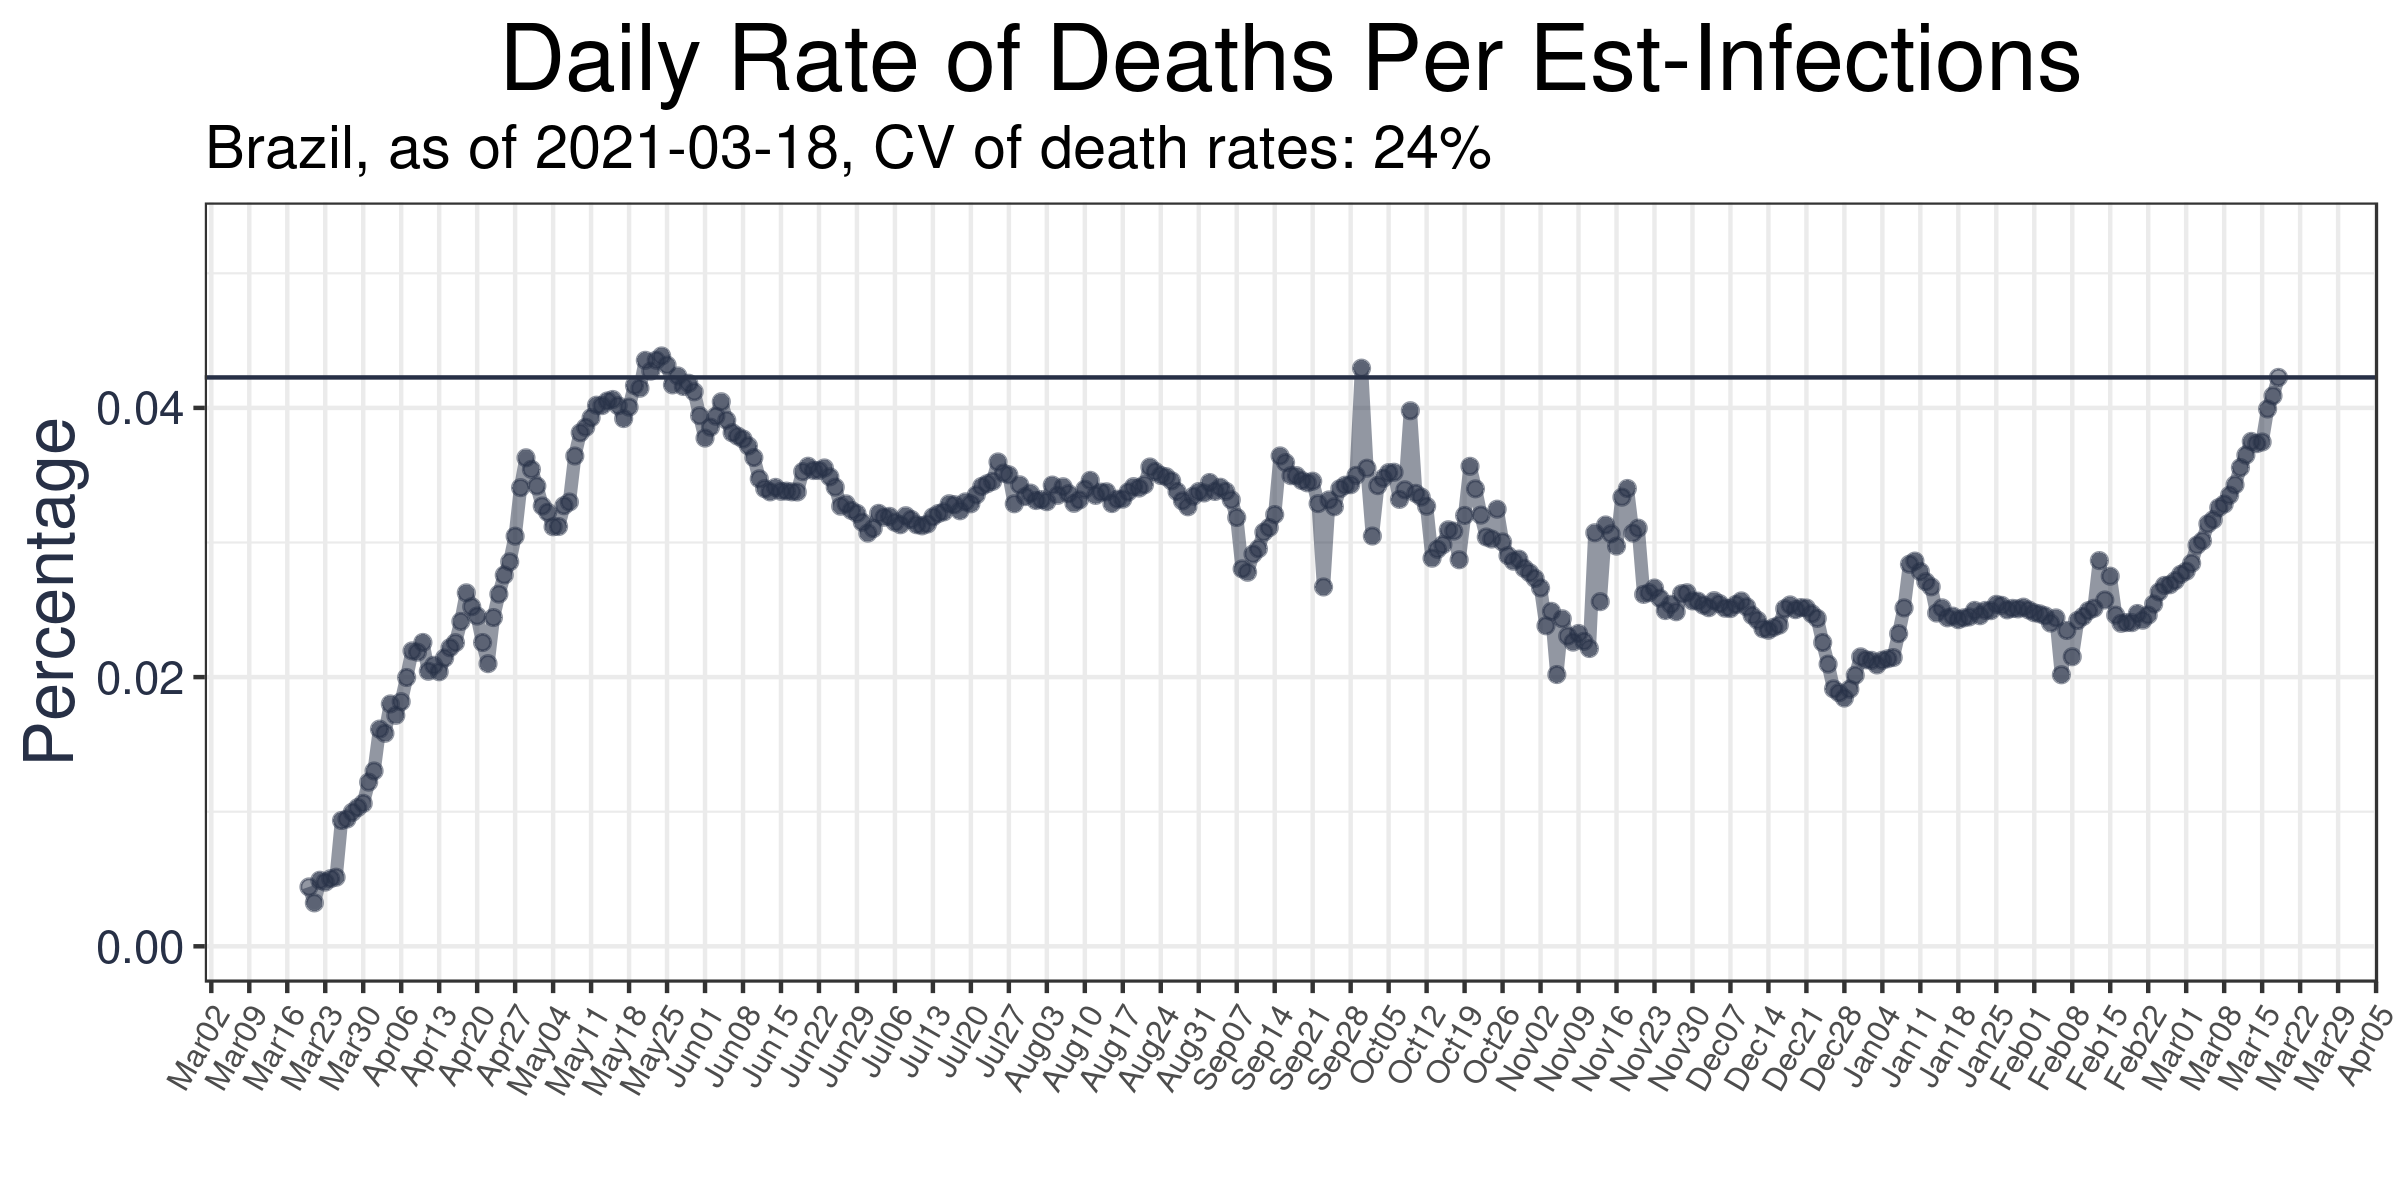 Daily Rate of Deaths Per Est-Infections
Brazil, as of 2021-03-18, CV of death rates: 24%
Percentage
0.04
0.02
0.00
Mar02
Mar09
Mar16
Mar23
Mar30
Apr06
Apr13
Apr20
Apr27
May04
May11
May18
May25
Jun01
Jun08
Jun15
Jun22
Jun29
Jul06
Jul13
Jul20
Jul27
Aug03
Aug10
Aug17
Aug24
Aug31
Sep07
Sep14
Sep21
Sep28
Oct05
Oct12
Oct19
Oct26
Nov02
Nov09
Nov16
Nov23
Nov30
Dec07
Dec14
Dec21
Dec28
Jan04
Jan11
Jan18
Jan25
Feb01
Feb08
Feb15
Feb22
Mar01
Mar08
Mar15
Mar22
Mar29
Apr05